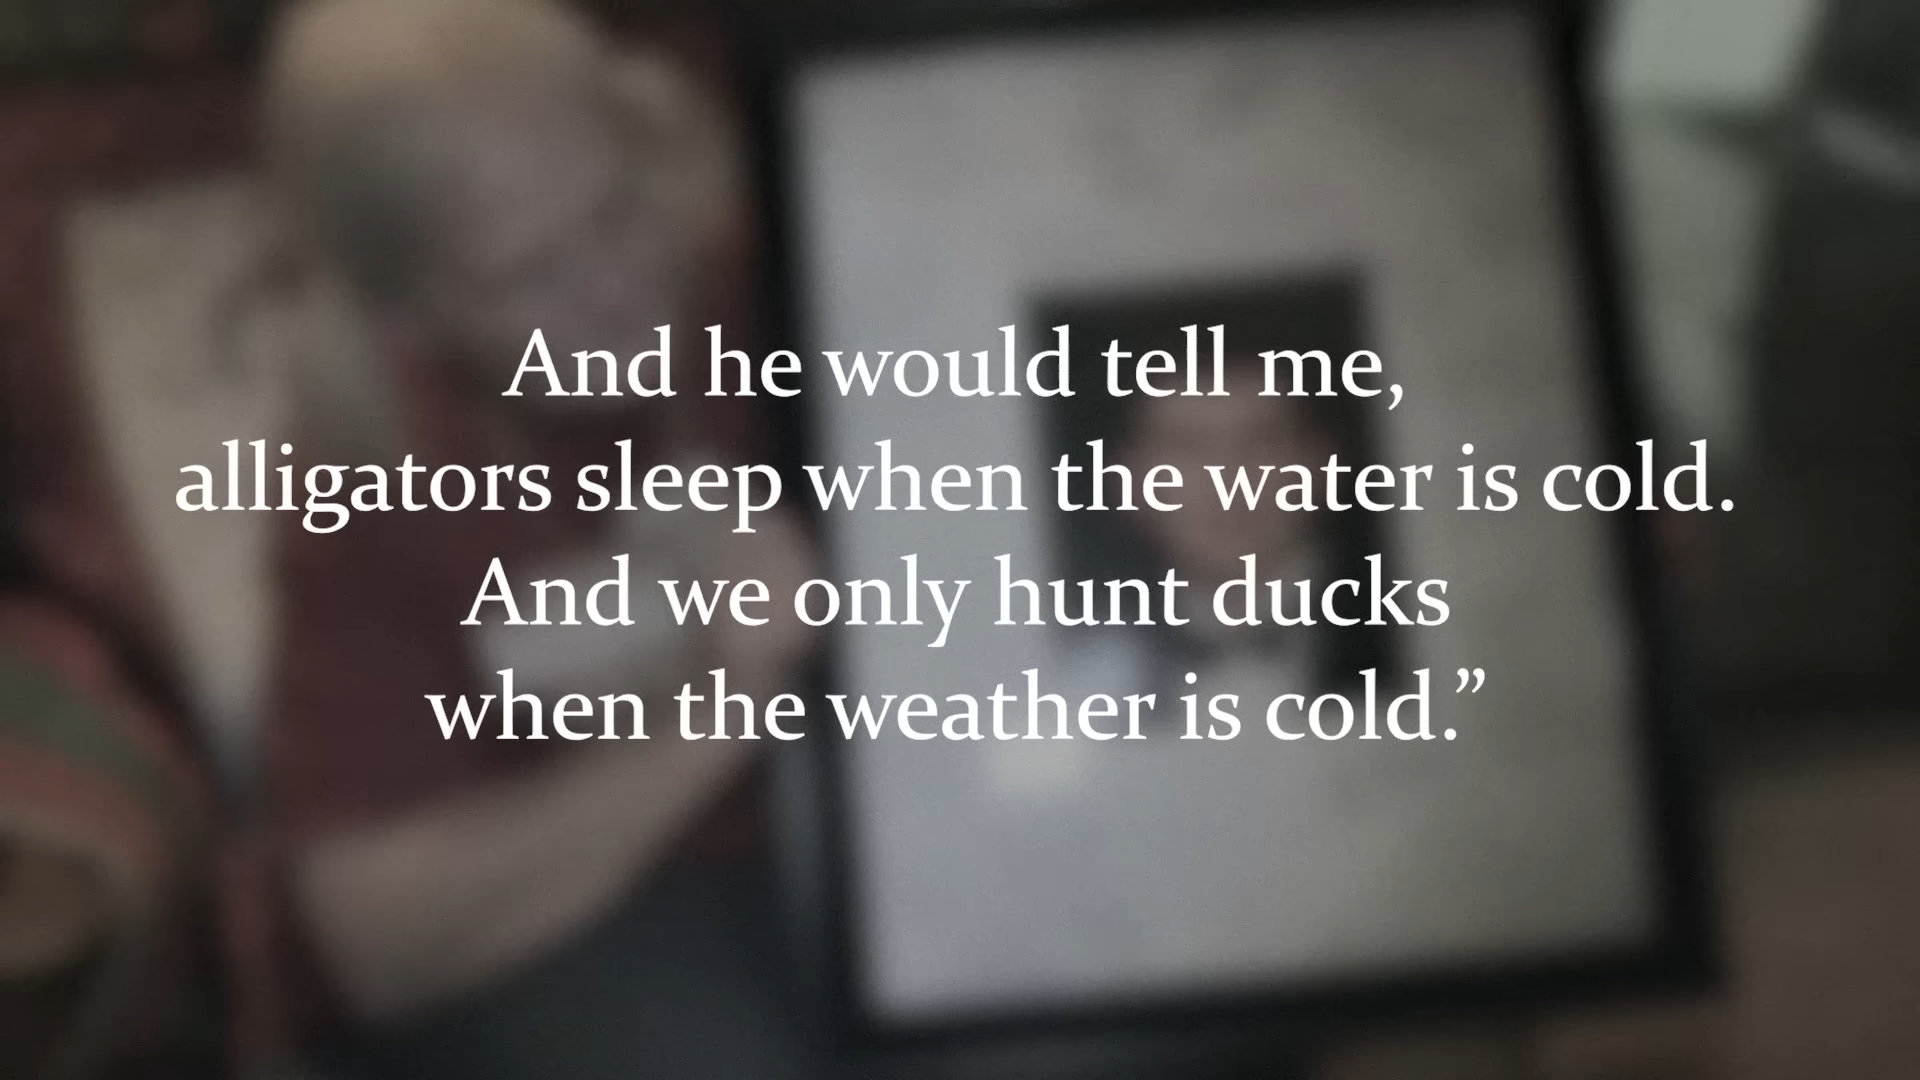 And he would tell me,
alligators sleep when the water is cold.
And we only hunt ducks
when the weather is cold.”